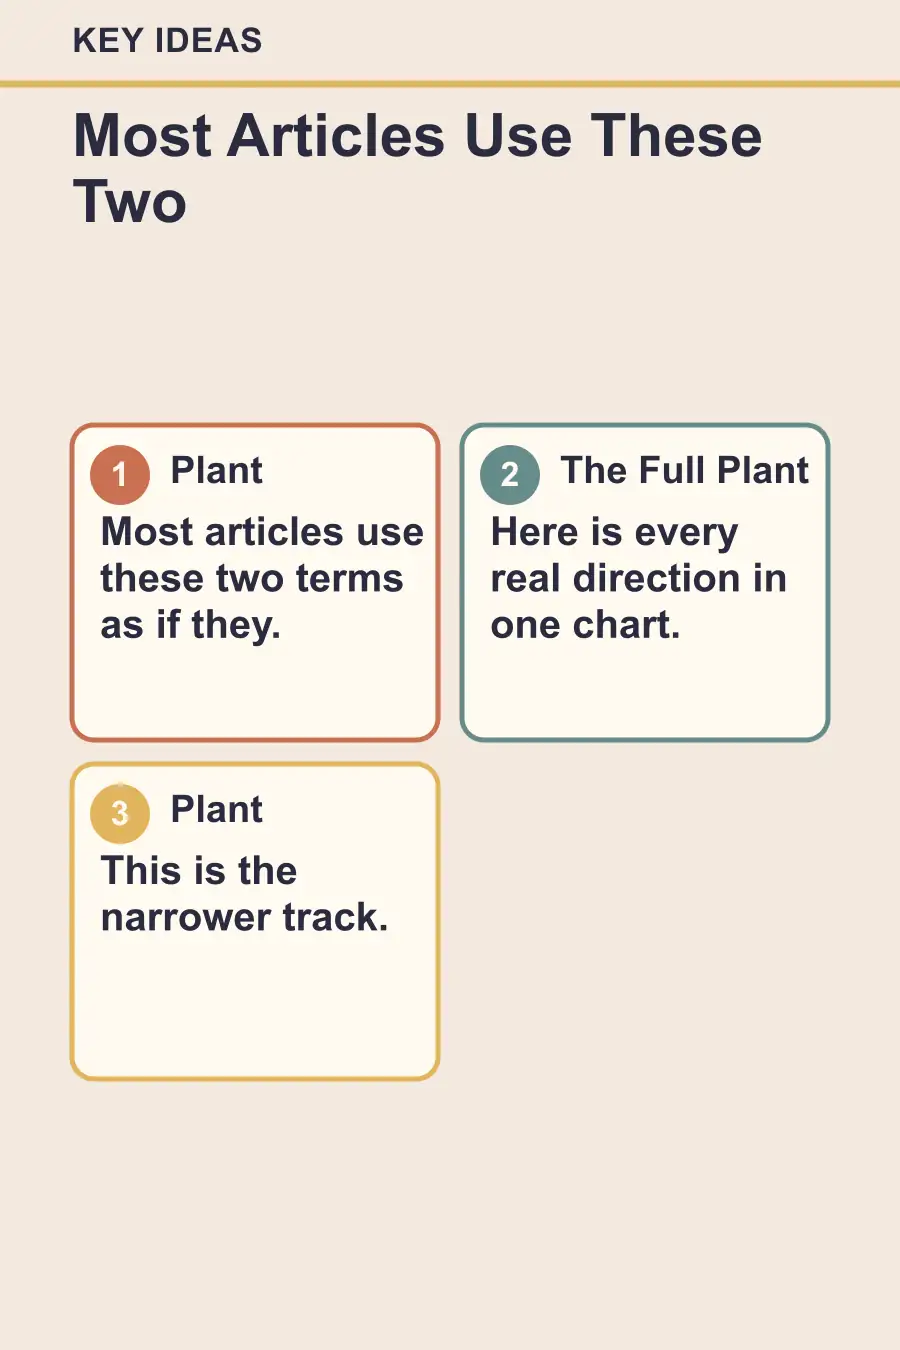 KEY IDEAS
Most Articles Use These
Two
1
Plant
Most articles use
these two terms
as if they.
2
The Full Plant
Here is every
real direction in
one chart.
3
Plant
This is the
narrower track.